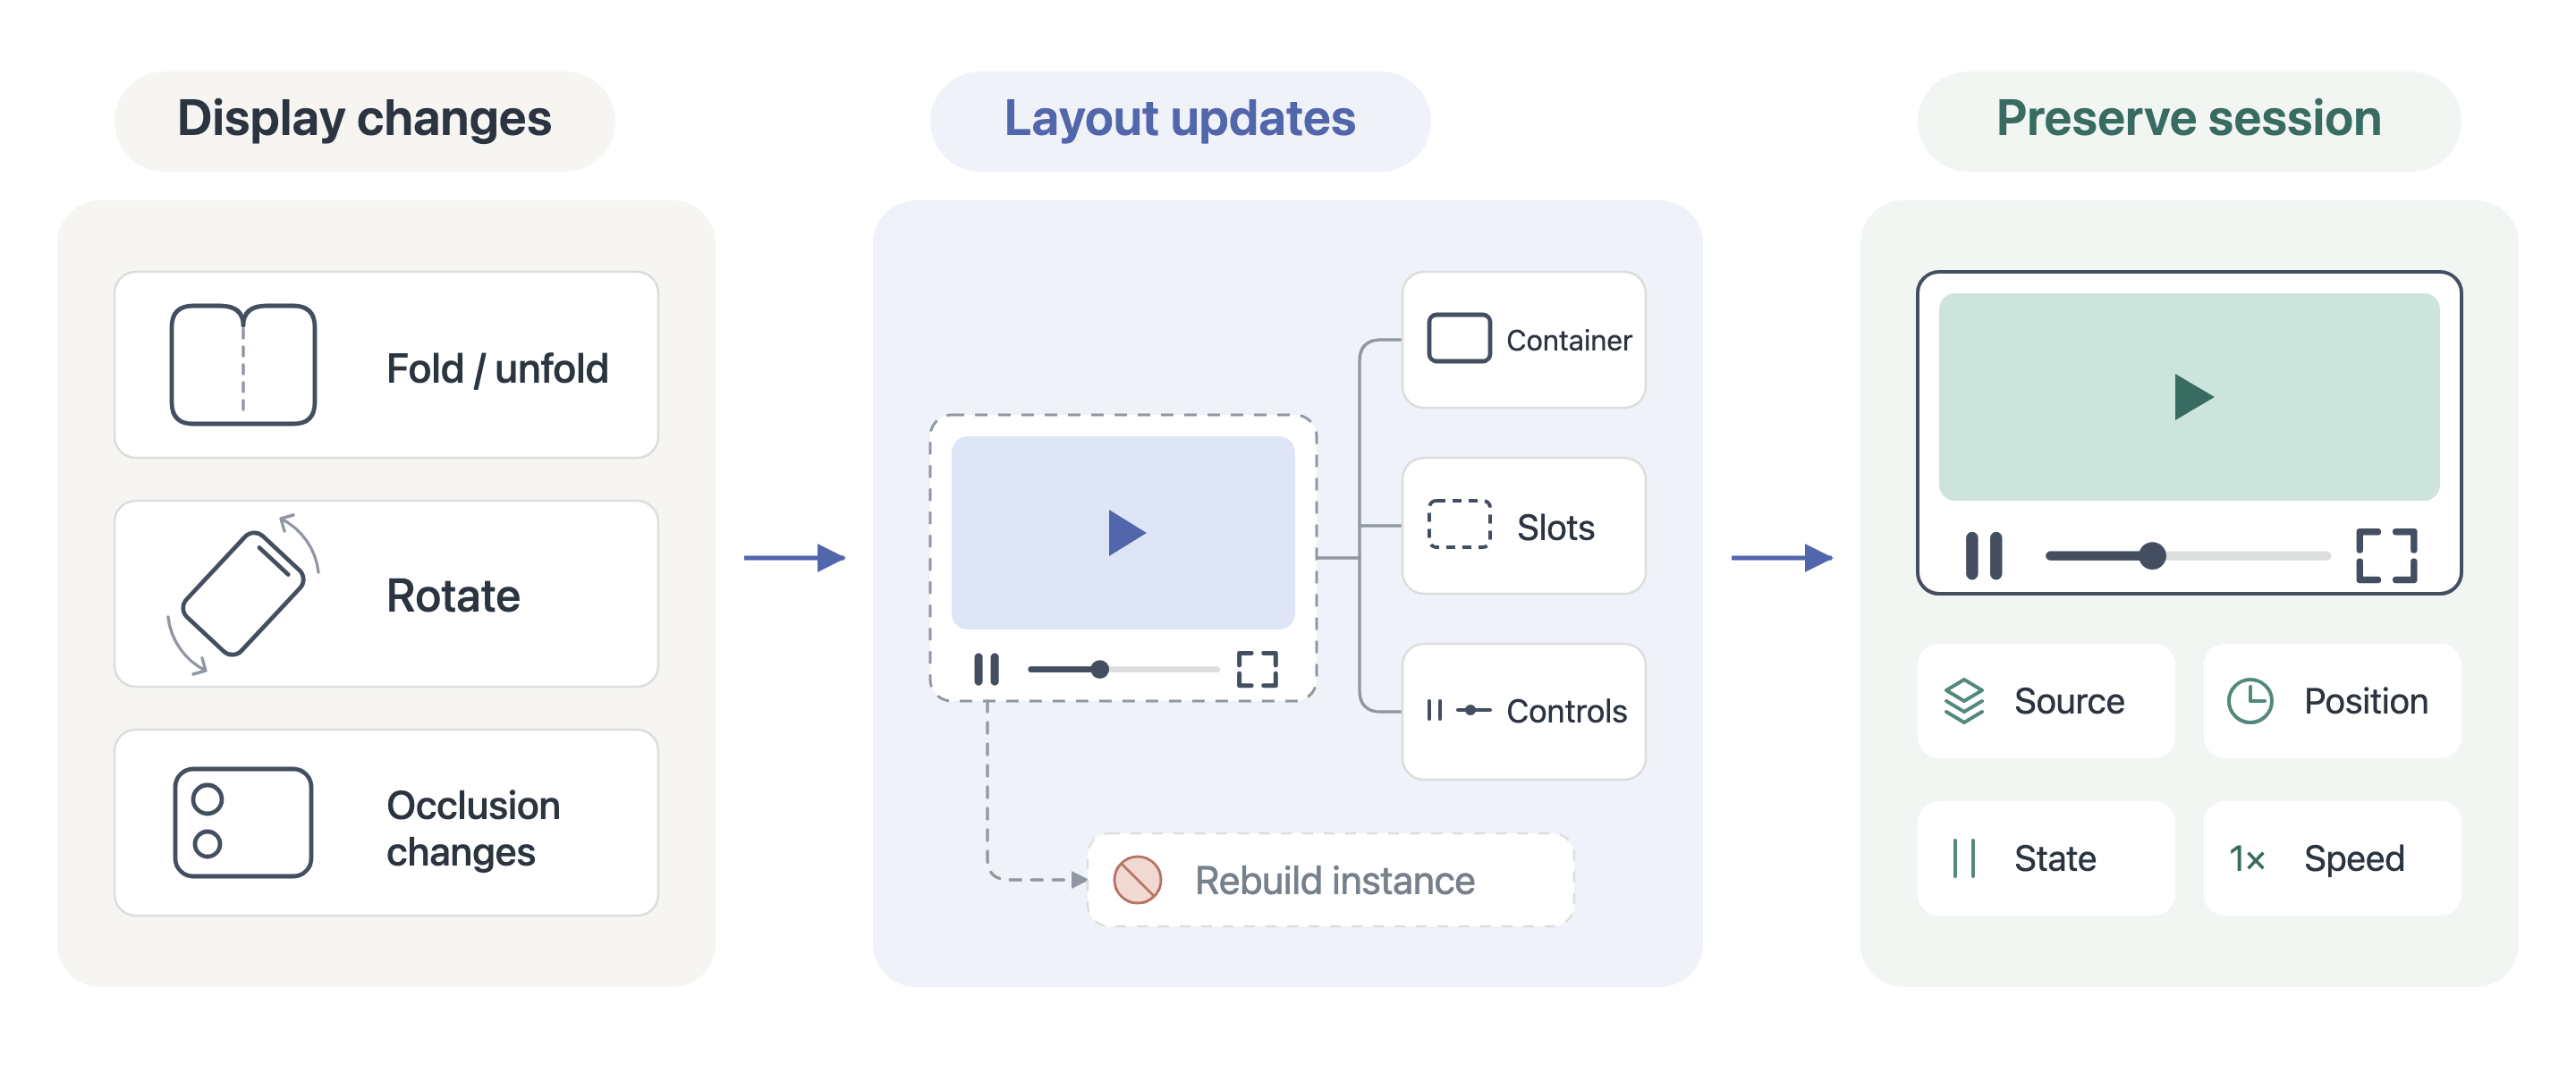 Display changes
Fold / unfold
Rotate
Occlusion
changes
Layout updates
Container
Slots
Controls
Rebuild instance
Preserve session
Source
Position
State
1× Speed